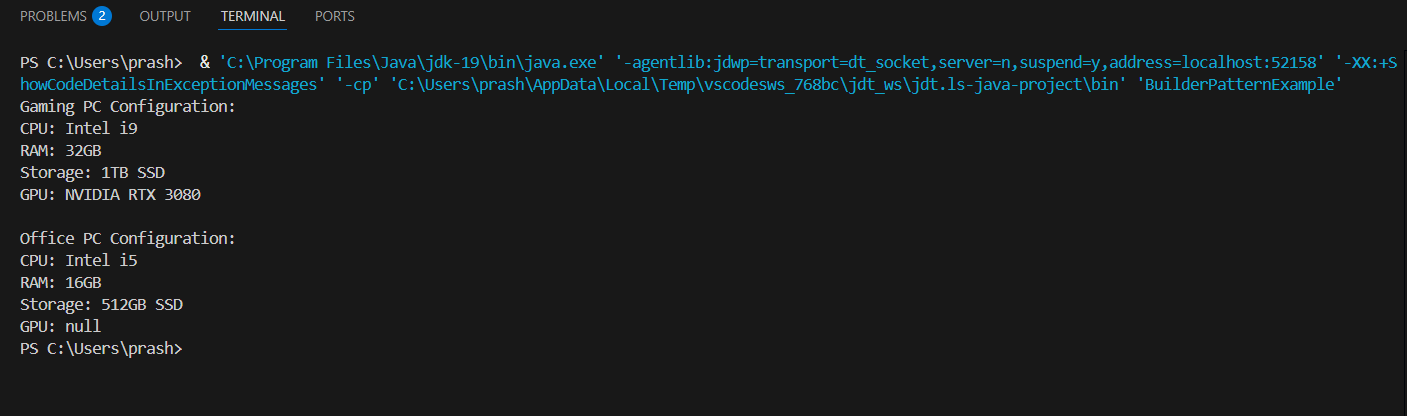 PROBLEMS 2 OUTPUT TERMINAL PORTS
PS C:\Users\prash>  & 'C:\Program Files\Java\jdk-19\bin\java.exe' '-agentlib:jdwp=transport=dt_socket,server=n,suspend=y,address=localhost:52158' '-XX:+S
howCodeDetailsInExceptionMessages' '-cp' 'C:\Users\prash\AppData\Local\Temp\vscodesws_768bc\jdt_ws\jdt.ls-java-project\bin' 'BuilderPatternExample'
Gaming PC Configuration:
CPU: Intel i9
RAM: 32GB
Storage: 1TB SSD
GPU: NVIDIA RTX 3080
Office PC Configuration:
CPU: Intel i5
RAM: 16GB
Storage: 512GB SSD
GPU: null
PS C:\Users\prash>